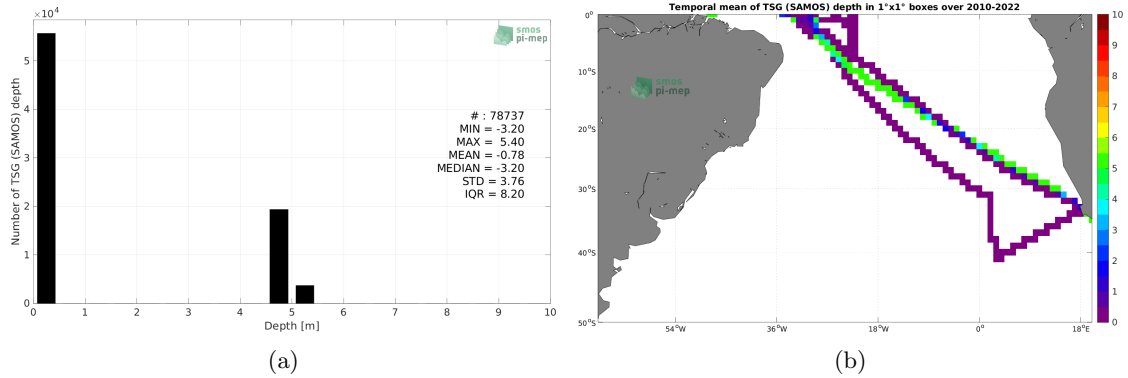 ×10⁴
5
4
3
2
1
0
Number of TSG (SAMOS) depth
smos
pi-mep
# : 78737
MIN = -3.20
MAX = 5.40
MEAN = -0.78
MEDIAN = -3.20
STD = 3.76
IQR = 8.20
0 1 2 3 4 5 6 7 8 9 10
Depth [m]
(a)
Temporal mean of TSG (SAMOS) depth in 1°x1° boxes over 2010-2022
0°
10°S
20°S
30°S
40°S
50°S
smos
pi-mep
54°W 36°W 18°W 0° 18°E
10
9
8
7
6
5
4
3
2
1
0
(b)